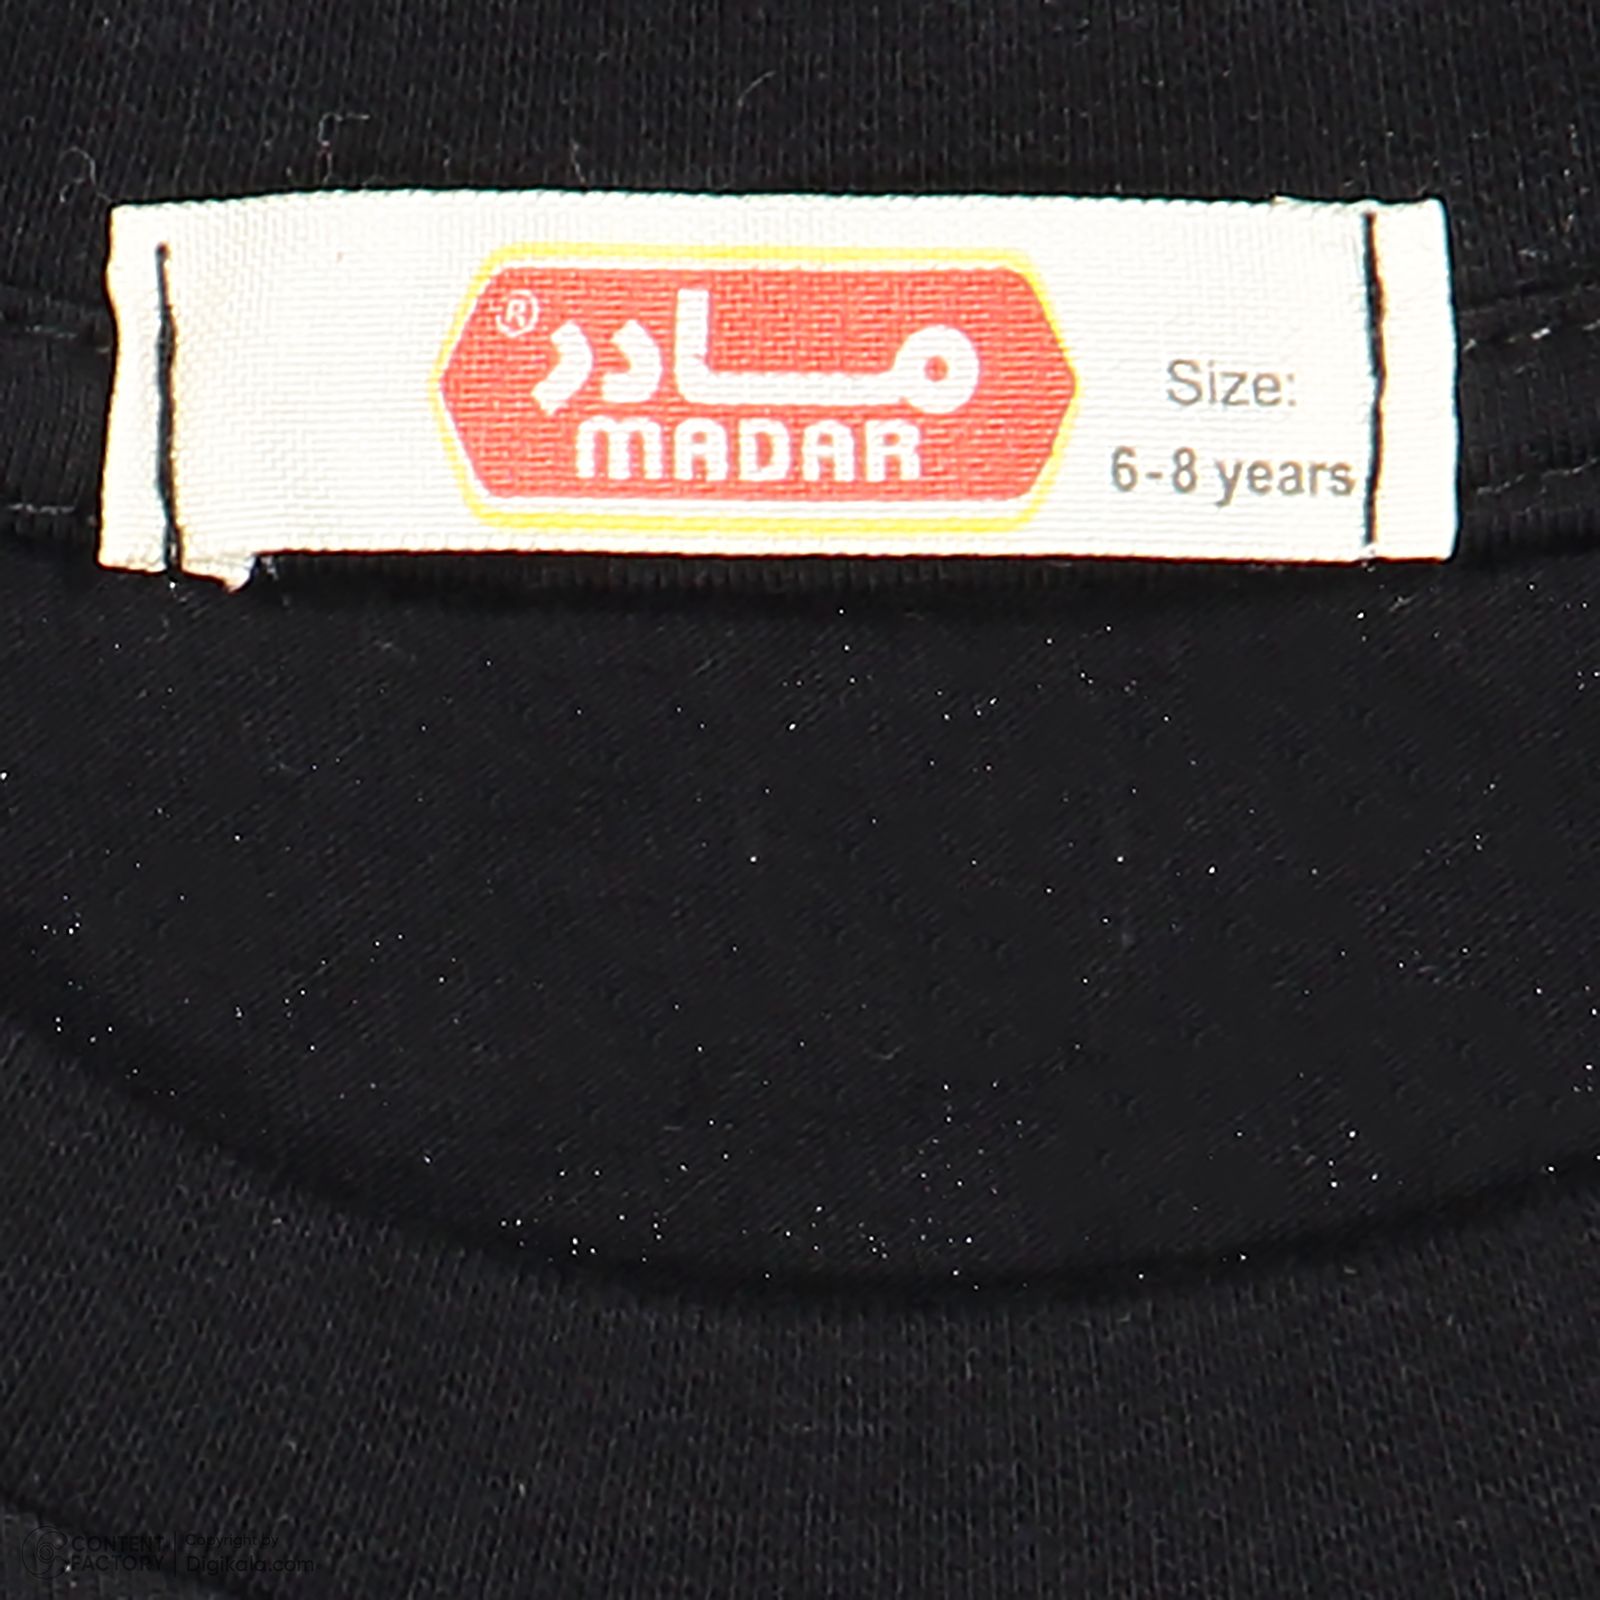 ®مادر
MADAR
Size:
6-8 years
CONTENT FACTORY
Copyright by
Digikala.com